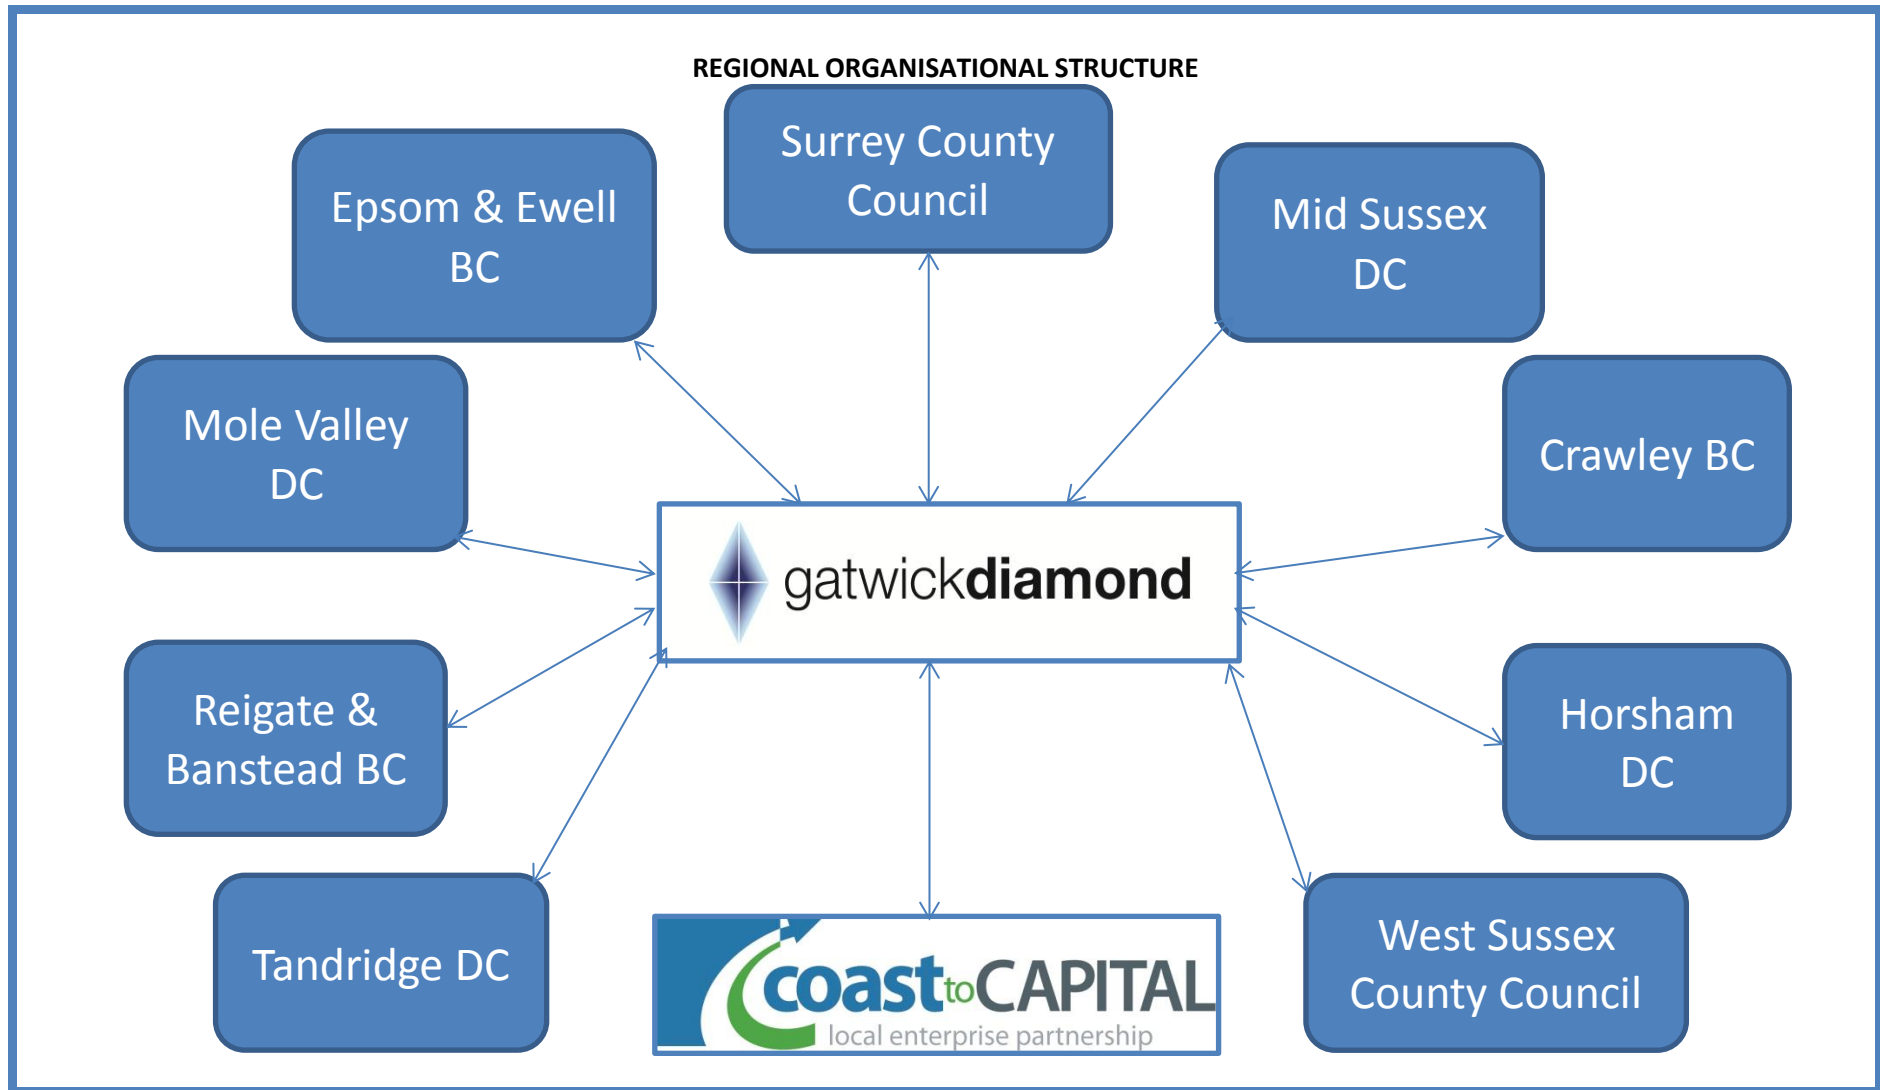 REGIONAL ORGANISATIONAL STRUCTURE
Surrey County
Council
Epsom & Ewell
BC
Mid Sussex
DC
Mole Valley
DC
Crawley BC
gatwickdiamond
Reigate &
Banstead BC
Horsham
DC
Tandridge DC
West Sussex
County Council
coasttoCAPITAL
local enterprise partnership